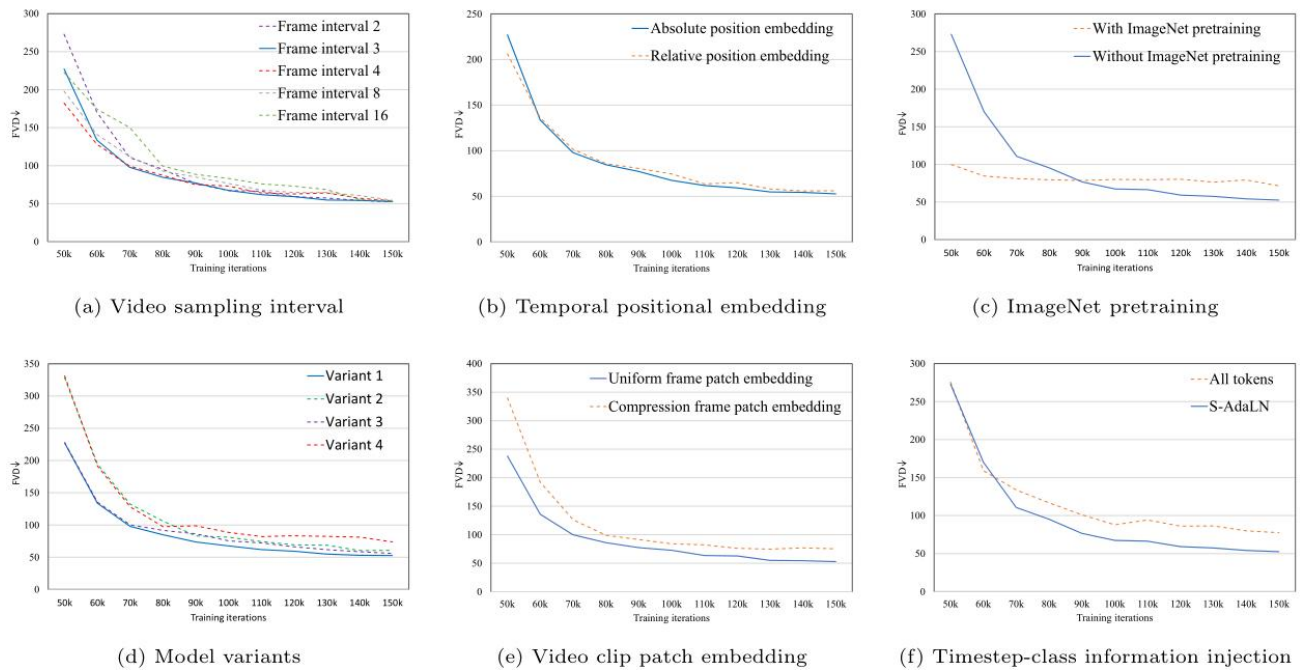 300
250
200
150
100
50
0
FVD↓
Frame interval 2
Frame interval 3
Frame interval 4
Frame interval 8
Frame interval 16
50k 60k 70k 80k 90k 100k 110k 120k 130k 140k 150k
Training iterations
(a) Video sampling interval
250
200
150
100
50
0
FVD↓
Absolute position embedding
Relative position embedding
50k 60k 70k 80k 90k 100k 110k 120k 130k 140k 150k
Training iterations
(b) Temporal positional embedding
300
250
200
150
100
50
0
FVD↓
With ImageNet pretraining
Without ImageNet pretraining
50k 60k 70k 80k 90k 100k 110k 120k 130k 140k 150k
Training iterations
(c) ImageNet pretraining
350
300
250
200
150
100
50
0
FVD↓
Variant 1
Variant 2
Variant 3
Variant 4
50k 60k 70k 80k 90k 100k 110k 120k 130k 140k 150k
Training iterations
(d) Model variants
400
350
300
250
200
150
100
50
0
FVD↓
Uniform frame patch embedding
Compression frame patch embedding
50k 60k 70k 80k 90k 100k 110k 120k 130k 140k 150k
Training iterations
(e) Video clip patch embedding
300
250
200
150
100
50
0
FVD↓
All tokens
S-AdaLN
50k 60k 70k 80k 90k 100k 110k 120k 130k 140k 150k
Training iterations
(f) Timestep-class information injection